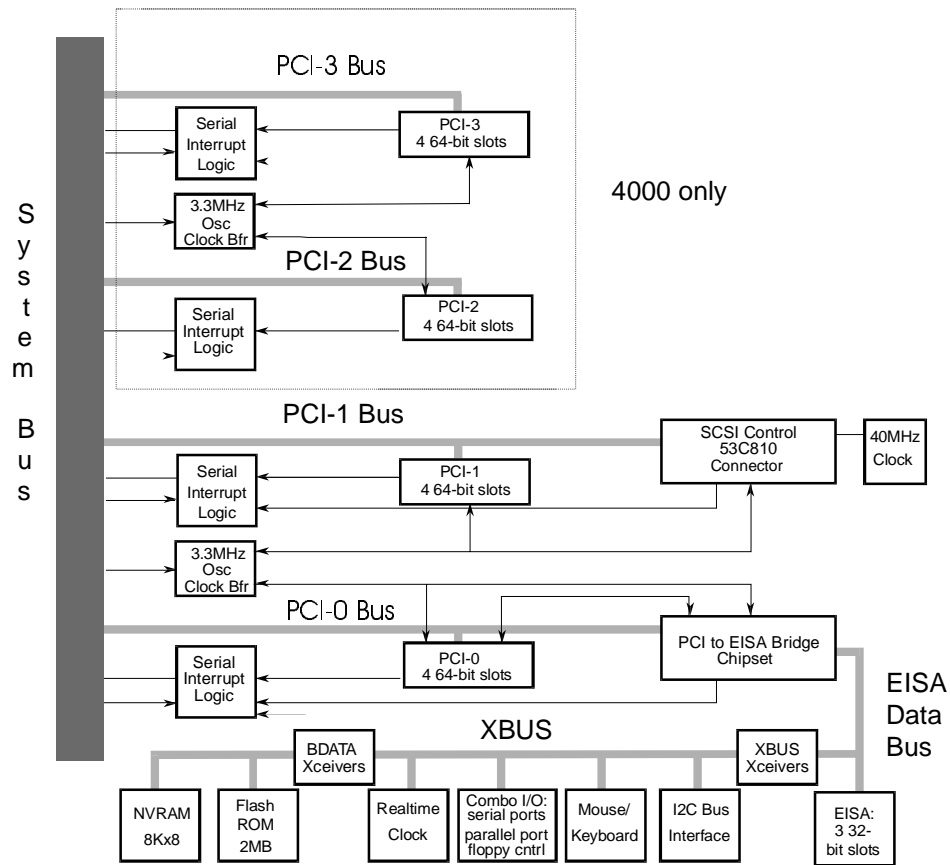 PCI-3 Bus
Serial
Interrupt
Logic
PCI-3
4 64-bit slots
3.3MHz
Osc
Clock Bfr
4000 only
System Bus
PCI-2 Bus
Serial
Interrupt
Logic
PCI-2
4 64-bit slots
PCI-1 Bus
Serial
Interrupt
Logic
PCI-1
4 64-bit slots
SCSI Control
53C810
Connector
40MHz
Clock
3.3MHz
Osc
Clock Bfr
PCI-0 Bus
Serial
Interrupt
Logic
PCI-0
4 64-bit slots
PCI to EISA Bridge
Chipset
EISA
Data
Bus
XBUS
BDATA
Xceivers
XBUS
Xceivers
NVRAM
8Kx8
Flash
ROM
2MB
Realtime
Clock
Combo I/O:
serial ports
parallel port
floppy cntrl
Mouse/
Keyboard
I2C Bus
Interface
EISA:
3 32-
bit slots